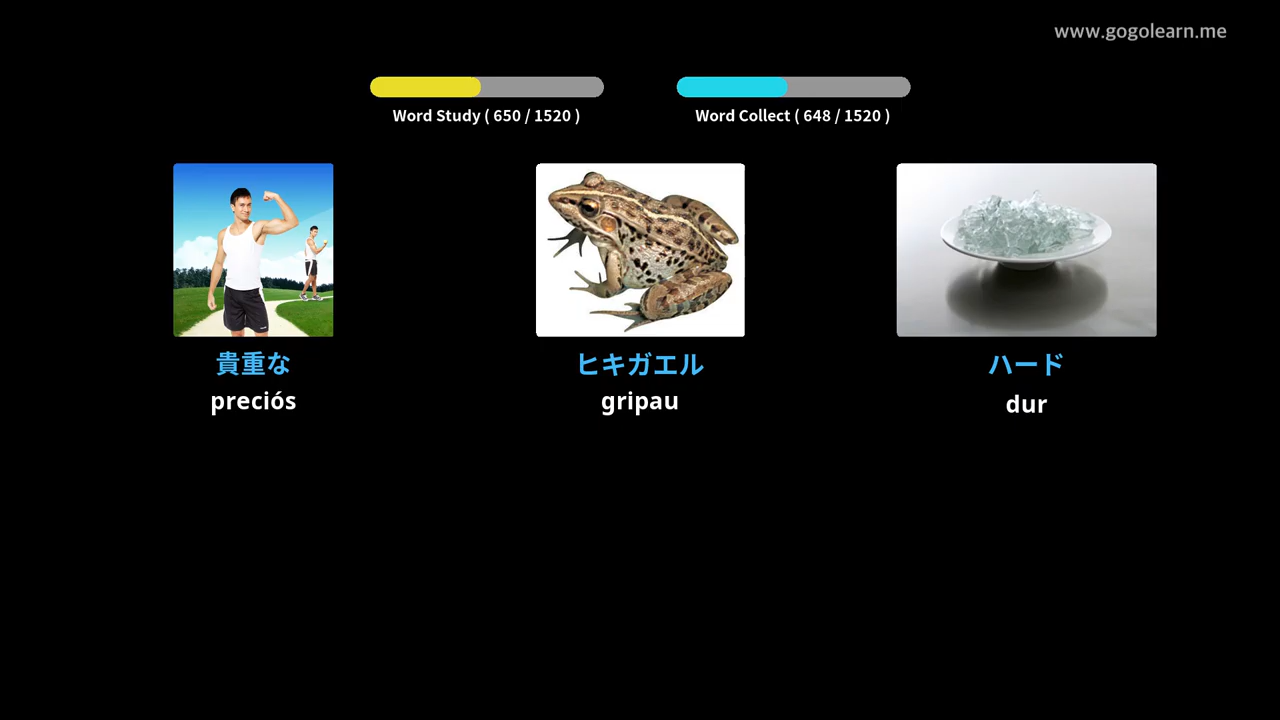 www.gogolearn.me
Word Study ( 650 / 1520 )
Word Collect ( 648 / 1520 )
貴重な
ヒキガエル
ハード
preciós
gripau
dur